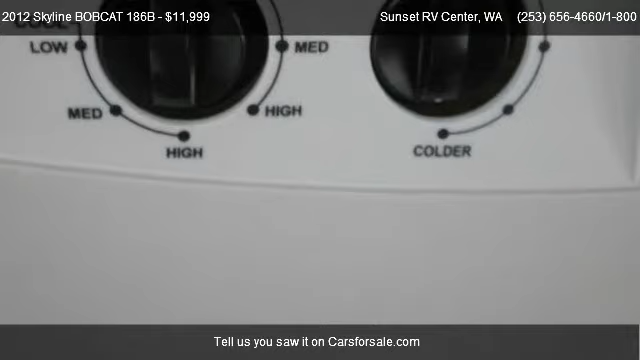 2012 Skyline BOBCAT 186B - $11,999
Sunset RV Center, WA (253) 656-4660/1-800
COOL
LOW
MED
MED
HIGH
HIGH
COLDER
Tell us you saw it on Carsforsale.com